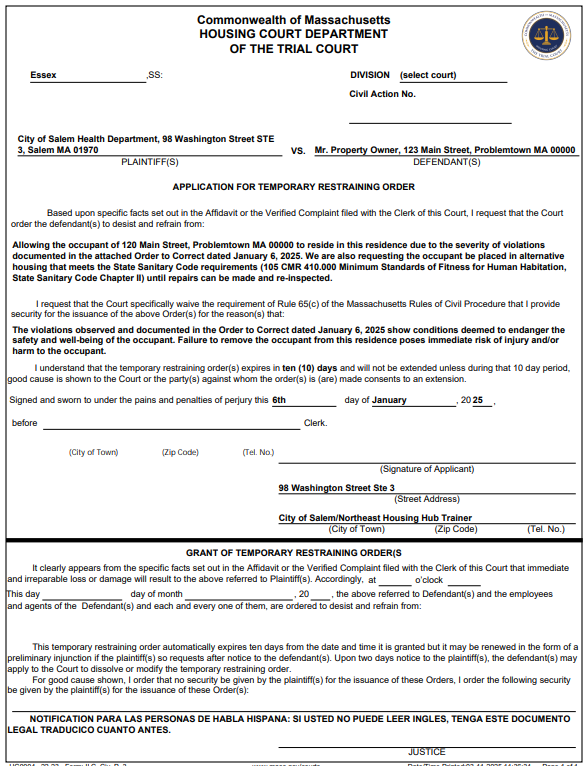 Commonwealth of Massachusetts
HOUSING COURT DEPARTMENT
OF THE TRIAL COURT
Essex ,SS:
DIVISION (select court)
Civil Action No.
City of Salem Health Department, 98 Washington Street STE
3, Salem MA 01970
VS. Mr. Property Owner, 123 Main Street, Problemtown MA 00000
PLAINTIFF(S) DEFENDANT(S)
APPLICATION FOR TEMPORARY RESTRAINING ORDER
Based upon specific facts set out in the Affidavit or the Verified Complaint filed with the Clerk of this Court, I request that the Court
order the defendant(s) to desist and refrain from:
Allowing the occupant of 120 Main Street, Problemtown MA 00000 to reside in this residence due to the severity of violations
documented in the attached Order to Correct dated January 6, 2025. We are also requesting the occupant be placed in alternative
housing that meets the State Sanitary Code requirements (105 CMR 410.000 Minimum Standards of Fitness for Human Habitation,
State Sanitary Code Chapter II) until repairs can be made and re-inspected.
I request that the Court specifically waive the requirement of Rule 65(c) of the Massachusetts Rules of Civil Procedure that I provide
security for the issuance of the above Order(s) for the reason(s) that:
The violations observed and documented in the Order to Correct dated January 6, 2025 show conditions deemed to endanger the
safety and well-being of the occupant. Failure to remove the occupant from this residence poses immediate risk of injury and/or
harm to the occupant.
I understand that the temporary restraining order(s) expires in ten (10) days and will not be extended unless during that 10 day period,
good cause is shown to the Court or the party(s) against whom the order(s) is (are) made consents to an extension.
Signed and sworn to under the pains and penalties of perjury this 6th day of January , 20 25 ,
before Clerk.
(City of Town) (Zip Code) (Tel. No.)
(Signature of Applicant)
98 Washington Street Ste 3
(Street Address)
City of Salem/Northeast Housing Hub Trainer
(City of Town) (Zip Code) (Tel. No.)
GRANT OF TEMPORARY RESTRAINING ORDER(S
It clearly appears from the specific facts set out in the Affidavit or the Verified Complaint filed with the Clerk of this Court that immediate
and irreparable loss or damage will result to the above referred to Plaintiff(s). Accordingly, at o'clock
This day day of month , 20 , the above referred to Defendant(s) and the employees
and agents of the Defendant(s) and each and every one of them, are ordered to desist and refrain from:
This temporary restraining order automatically expires ten days from the date and time it is granted but it may be renewed in the form of a
preliminary injunction if the plaintiff(s) so requests after notice to the defendant(s). Upon two days notice to the plaintiff(s), the defendant(s) may
apply to the Court to dissolve or modify the temporary restraining order.
For good cause shown, I order that no security be given by the plaintiff(s) for the issuance of these Orders, I order the following security
be given by the plaintiff(s) for the issuance of these Order(s):
NOTIFICATION PARA LAS PERSONAS DE HABLA HISPANA: SI USTED NO PUEDE LEER INGLES, TENGA ESTE DOCUMENTO
LEGAL TRADUCICO CUANTO ANTES.
JUSTICE